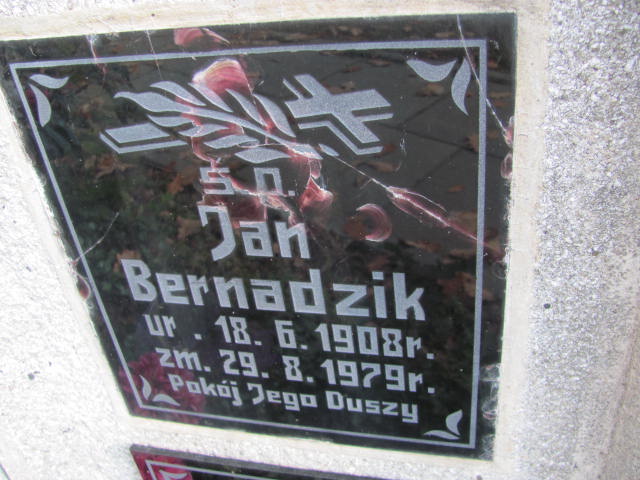 Ś.P.
Jan
Bernadzik
ur. 18.6.1908r.
zm. 29.8.1979r.
Pokój Jego Duszy